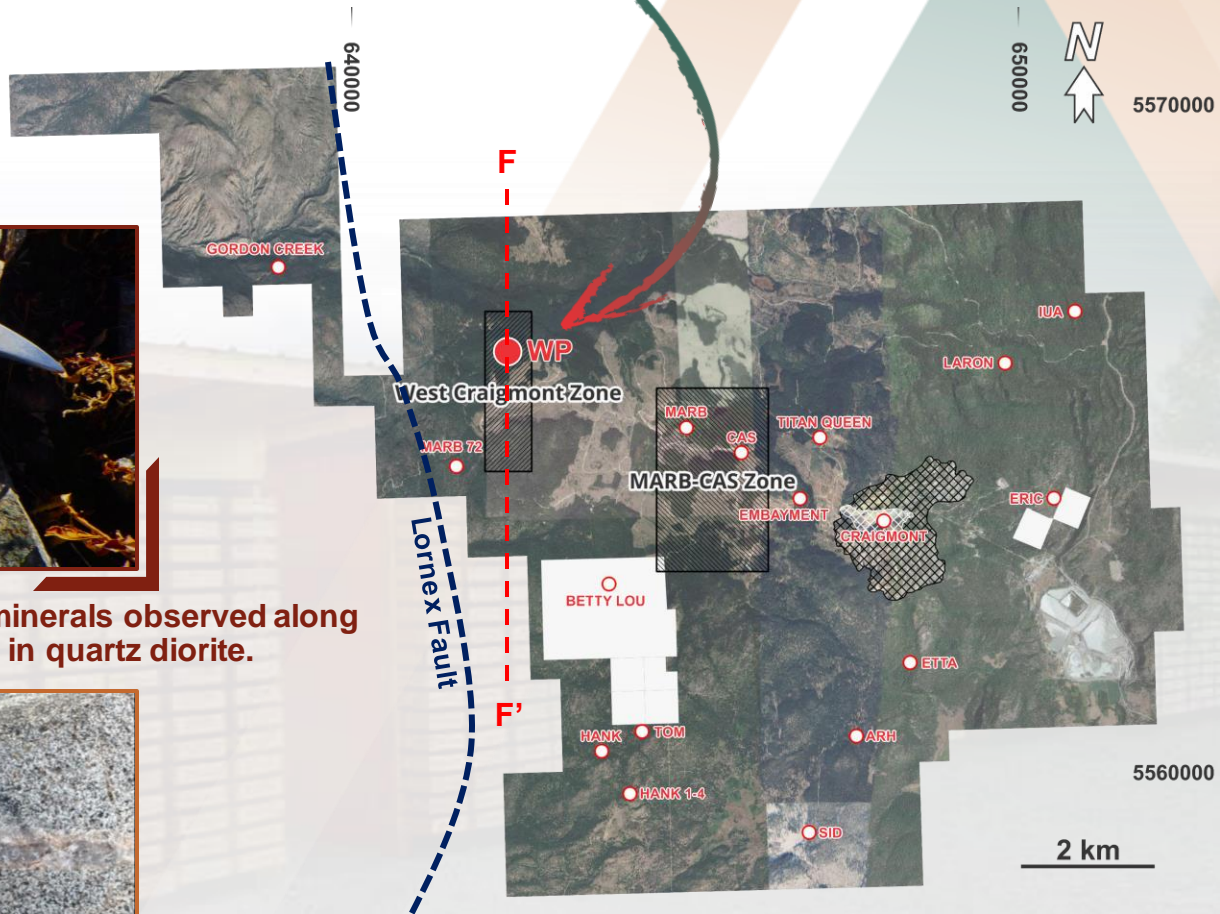 640000
650000
N
5570000
F
GORDON CREEK
IUA
WP
LARON
West Craigmont Zone
MARB
TITAN QUEEN
CAS
MARB 72
MARB-CAS Zone
ERIC
EMBAYMENT
CRAIGMONT
Lornex Fault
BETTY LOU
minerals observed along
in quartz diorite.
ETTA
F’
HANK
TOM
ARH
5560000
HANK 1-4
SID
2 km